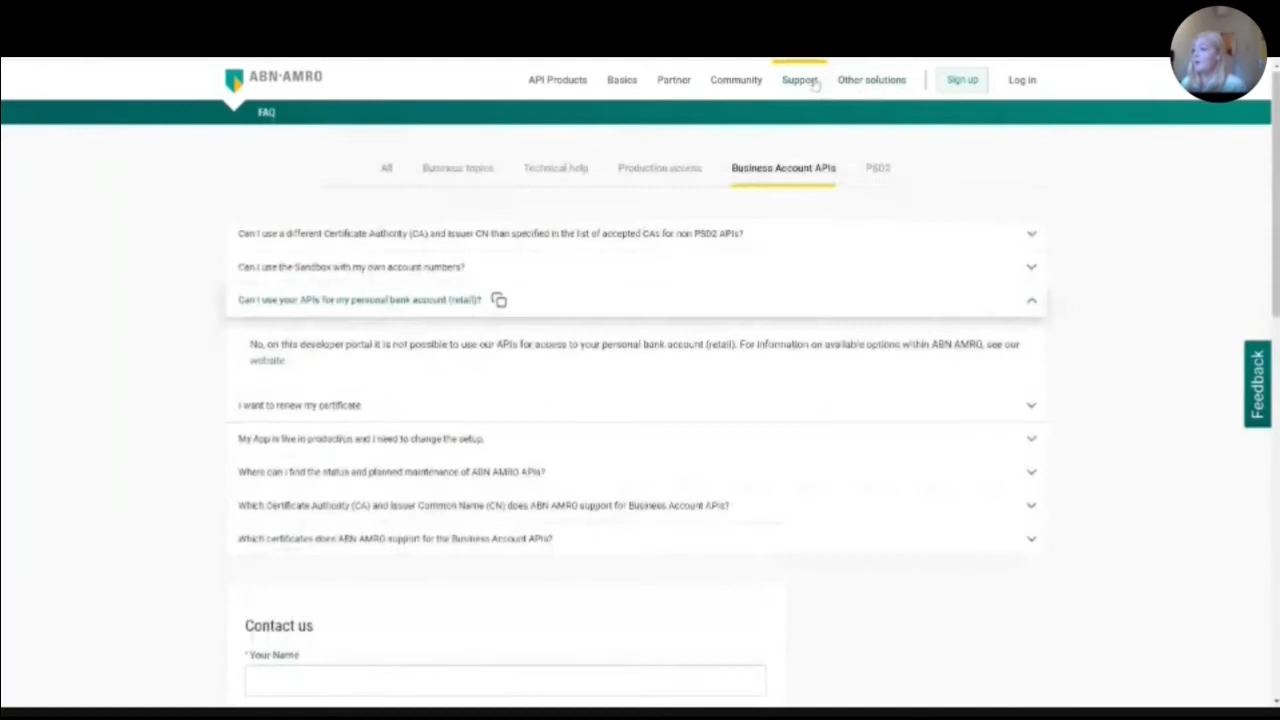 ABN·AMRO
API Products Basics Partner Community Support Other solutions Sign up Log in
FAQ
All Business topics Technical help Production access Business Account APIs PSD2
Can I use a different Certificate Authority (CA) and Issuer CN than specified in the list of accepted CAs for non PSD2 APIs?
Can I use the Sandbox with my own account numbers?
Can I use your APIs for my personal bank account (retail)?
No, on this developer portal it is not possible to use our APIs for access to your personal bank account (retail). For information on available options within ABN AMRO, see our
website
I want to renew my certificate
My App is live in production and I need to change the setup.
Where can I find the status and planned maintenance of ABN AMRO APIs?
Which Certificate Authority (CA) and Issuer Common Name (CN) does ABN AMRO support for Business Account APIs?
Which certificates does ABN AMRO support for the Business Account APIs?
Feedback
Contact us
* Your Name